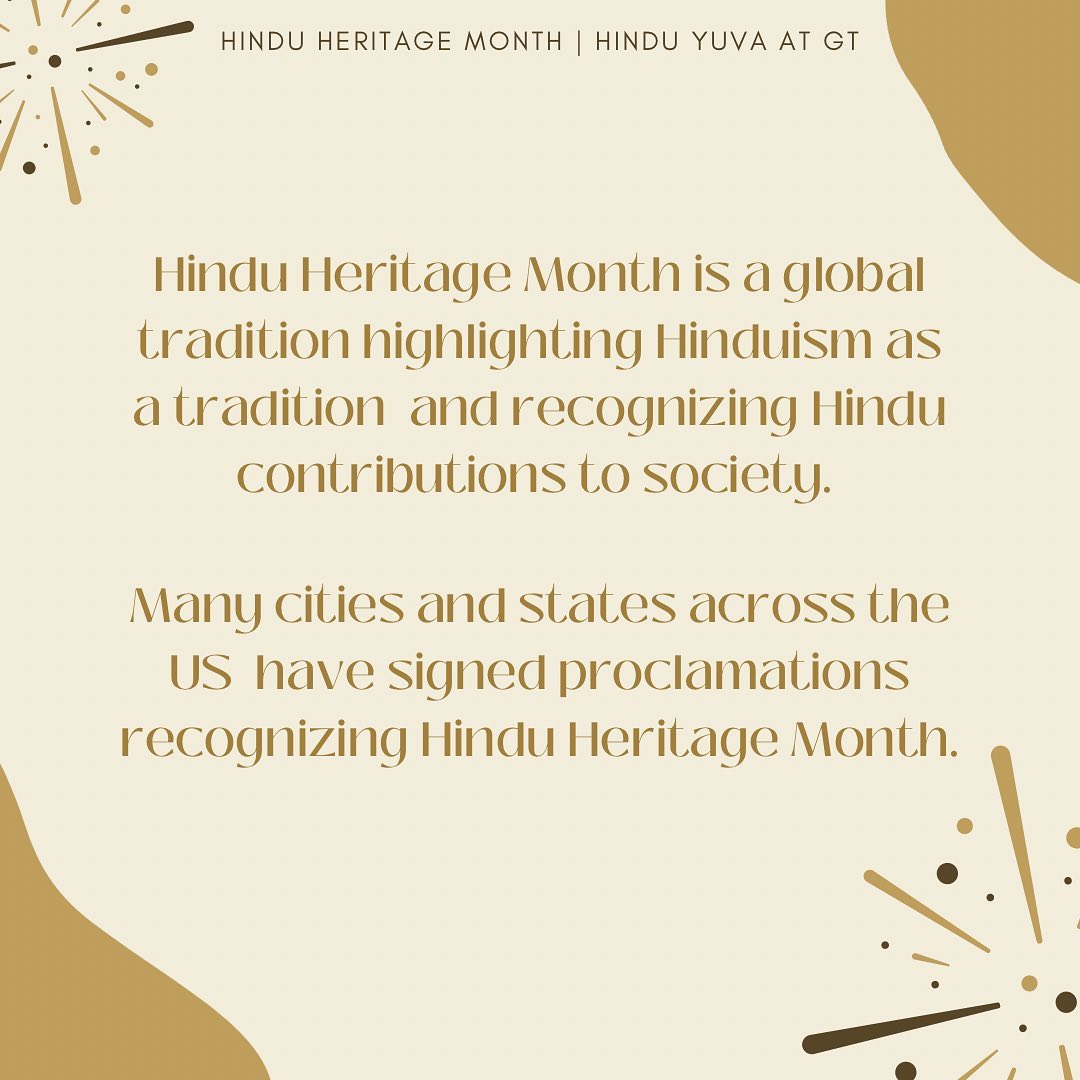 HINDU HERITAGE MONTH | HINDU YUVA AT GT
Hindu Heritage Month is a global
tradition highlighting Hinduism as
a tradition  and recognizing Hindu
contributions to society.
Many cities and states across the
US  have signed proclamations
recognizing Hindu Heritage Month.